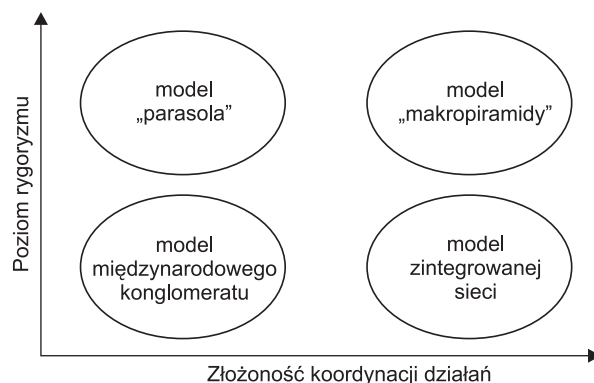 Poziom rygoryzmu
model
„parasola”
model
„makropiramidy”
model
międzynarodowego
konglomeratu
model
zintegrowanej
sieci
Złożoność koordynacji działań